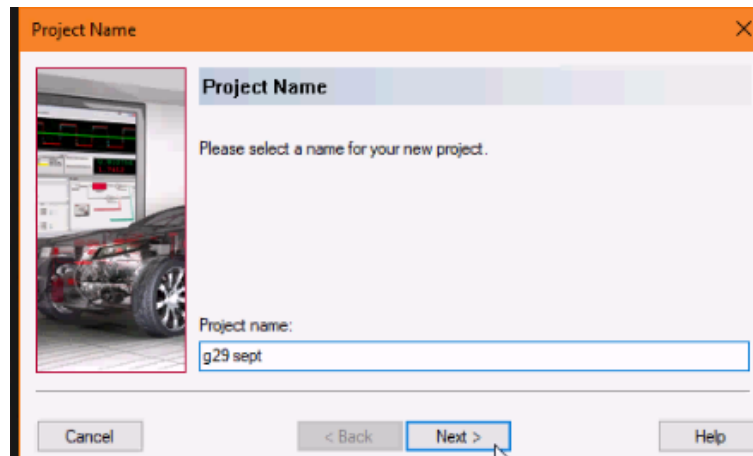 Project Name
Project Name
Please select a name for your new project.
Project name:
g29 sept
Cancel
< Back
Next >
Help